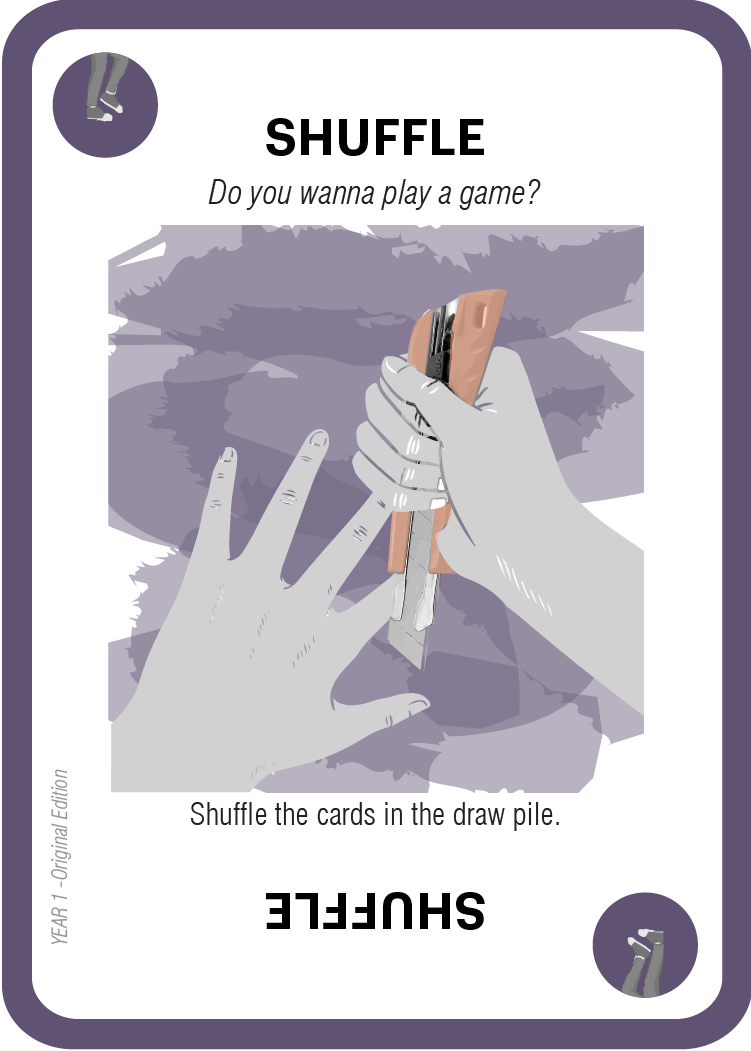 SHUFFLE
Do you wanna play a game?
Shuffle the cards in the draw pile.
YEAR 1 -Original Edition
SHUFFLE